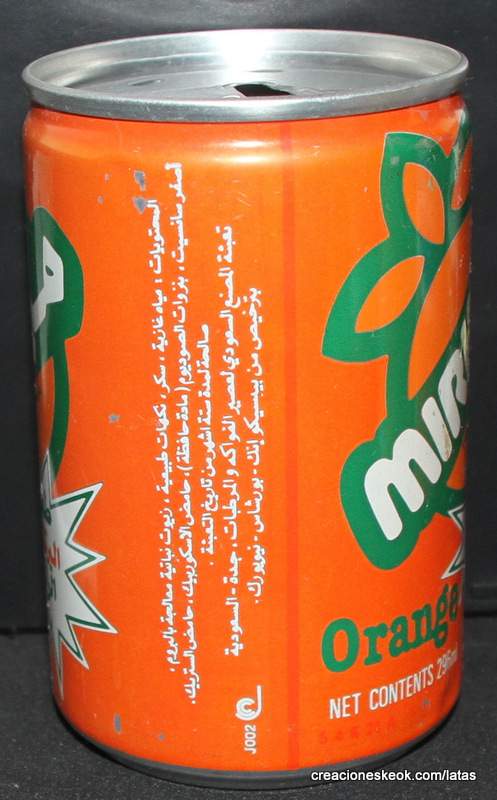 المحتويات : مياه غازية ، سكر ، نكهات طبيعية ، زيوت نباتية معالجة بالبروم ،
أصفر سانسيت ، بنزوات الصوديوم (مادة حافظة) ، حامض الاسكوربيك ، حامض الستريك .
صالحة لمدة ستة أشهر من تاريخ التعبئة .
تعبئة المصنع السعودي لعصير الفواكه والمرطبات ، جدة - السعودية
بترخيص من بيبسيكو إنك . بورشاس - نيويورك .
J002
MIR
Orange
NET CONTENTS
creacioneskeok.com/latas